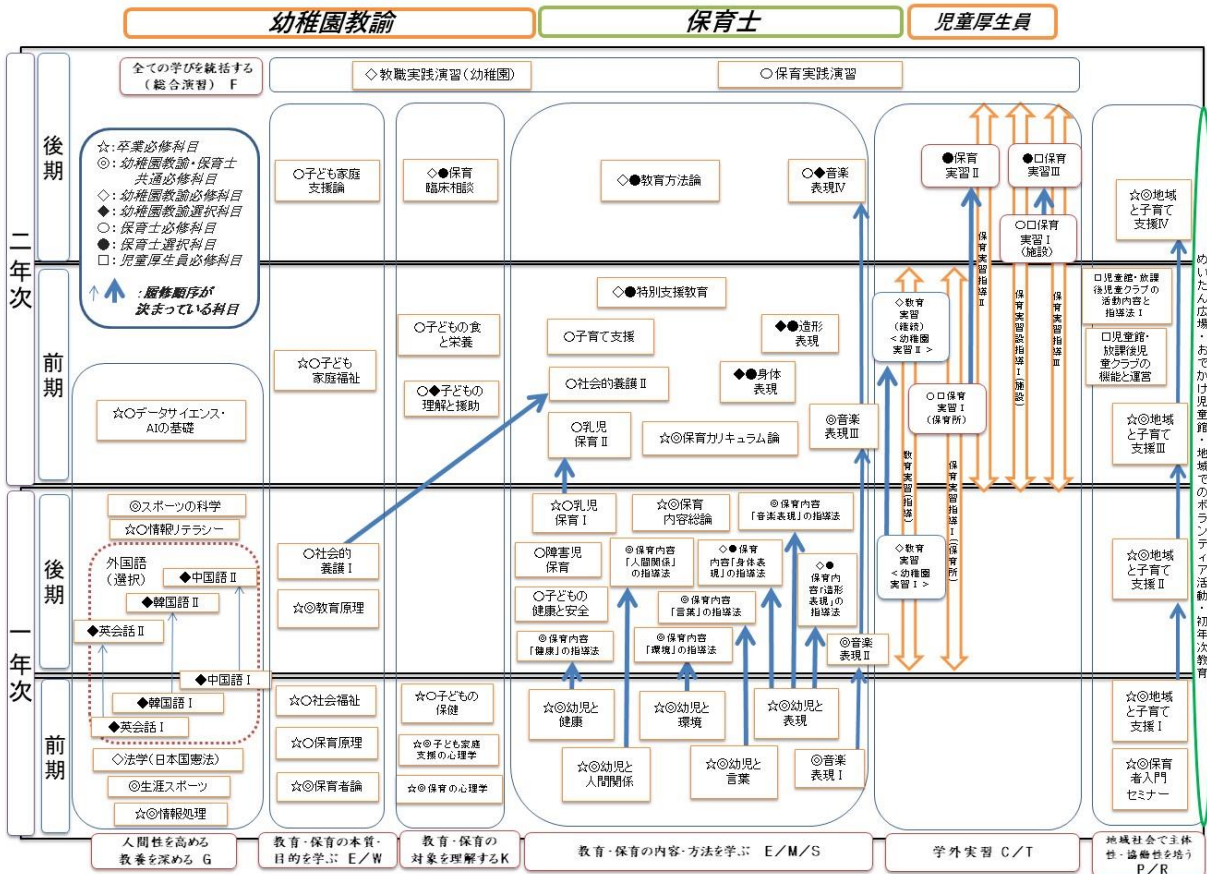 幼稚園教諭
保育士
児童厚生員
全ての学びを統括する
(総合演習) F
◇教職実践演習(幼稚園)
○保育実践演習
二年次
後期
☆:卒業必修科目
◎:幼稚園教諭・保育士
共通必修科目
◇:幼稚園教諭必修科目
◆:幼稚園教諭選択科目
○:保育士必修科目
●:保育士選択科目
□:児童厚生員必修科目
:履修順序が
決まっている科目
○子ども家庭
支援論
◇●保育
臨床相談
◇●教育方法論
○◆音楽
表現Ⅳ
●保育
実習Ⅱ
●□保育
実習Ⅲ
○□保育
実習Ⅰ
(施設)
☆◎地域
と子育て
支援Ⅳ
前期
☆○データサイエンス・
AIの基礎
☆○子ども
家庭福祉
○子どもの食
と栄養
○◆子どもの
理解と援助
◇●特別支援教育
○子育て支援
◆●造形
表現
○社会的養護Ⅱ
◆●身体
表現
○乳児
保育Ⅱ
☆◎保育カリキュラム論
◎音楽
表現Ⅲ
◇教育
実習
(継続)
<幼稚園
実習Ⅱ>
○□保育
実習Ⅰ
(保育所)
保育実習指導Ⅱ
保育実習設指導Ⅰ(施設)
保育実習指導Ⅲ
□児童館・放課
後児童クラブの
活動内容と
指導法Ⅰ
□児童館・
放課後児
童クラブの
機能と運営
☆◎地域
と子育て
支援Ⅲ
一年次
後期
◎スポーツの科学
☆○情報リテラシー
外国語
(選択)
◆中国語Ⅱ
◆韓国語Ⅱ
◆英会話Ⅱ
○社会的
養護Ⅰ
☆◎教育原理
☆○乳児
保育Ⅰ
☆◎保育
内容総論
◎保育内容
「音楽表現」の指導法
○障害児
保育
◎保育内容
「人間関係」
の指導法
◇●保育
内容「身体表
現」の指導法
◇●
保育内
容「造形
表現」の
指導法
○子どもの
健康と安全
◎保育内容
「言葉」の指導法
◎保育内容
「健康」の指導法
◎保育内容
「環境」の指導法
◎音楽
表現Ⅱ
教育実習(指導)
保育実習指導Ⅰ(保育所)
◇教育
実習
<幼稚園
実習Ⅰ>
☆◎地域
と子育て
支援Ⅱ
前期
◆中国語Ⅰ
◆韓国語Ⅰ
◆英会話Ⅰ
◇法学(日本国憲法)
◎生涯スポーツ
☆◎情報処理
☆○社会福祉
☆○保育原理
☆◎保育者論
☆○子どもの
保健
☆◎子ども家庭
支援の心理学
☆◎保育の心理学
☆◎幼児と
健康
☆◎幼児と
環境
☆◎幼児と
表現
☆◎幼児と
人間関係
☆◎幼児と
言葉
◎音楽
表現Ⅰ
☆◎地域
と子育て
支援Ⅰ
☆◎保育
者入門
セミナー
めいたん広場・おでかけ児童館・地域でのボランティア活動・初年次教育
人間性を高める
教養を深める G
教育・保育の本質・
目的を学ぶ E/W
教育・保育の
対象を理解するK
教育・保育の内容・方法を学ぶ E/M/S
学外実習 C/T
地域社会で主体
性・協働性を培う
P/R